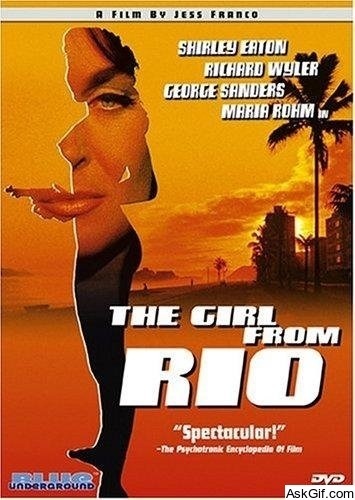 A FILM BY JESS FRANCO
SHIRLEY EATON
RICHARD WYLER
GEORGE SANDERS
MARIA ROHM IN
THE GIRL
FROM
RIO
"Spectacular!"
-The Psychotronic Encyclopedia Of Film
BLUE
UNDERGROUND
DVD
AskGif.com